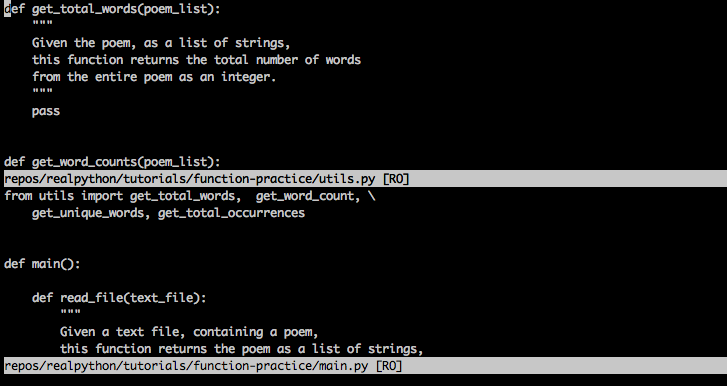 def get_total_words(poem_list):
    """
    Given the poem, as a list of strings,
    this function returns the total number of words
    from the entire poem as an integer.
    """
    pass
def get_word_counts(poem_list):
repos/realpython/tutorials/function-practice/utils.py [RO]
from utils import get_total_words,  get_word_count, \
    get_unique_words, get_total_occurrences
def main():
    def read_file(text_file):
        """
        Given a text file, containing a poem,
        this function returns the poem as a list of strings,
repos/realpython/tutorials/function-practice/main.py [RO]